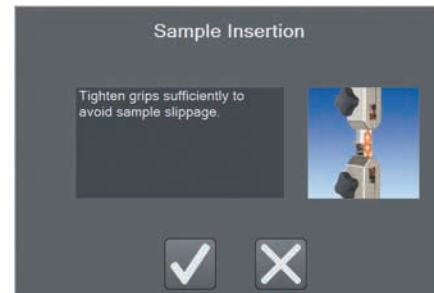 Sample Insertion
Tighten grips sufficiently to
avoid sample slippage.